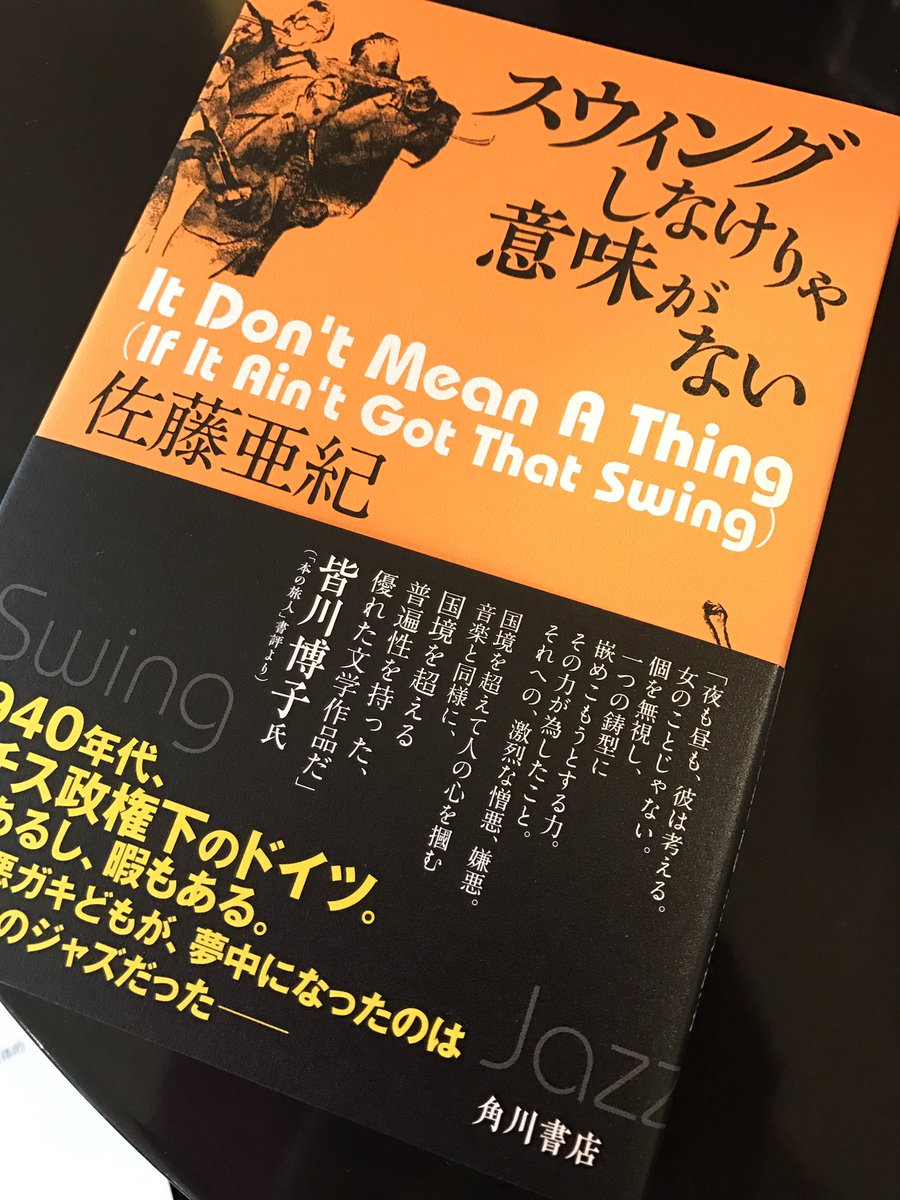 スウィング
しなけりゃ
意味が
ない
It Don't Mean A Thing
(If It Ain't Got That Swing)
佐藤亜紀
「夜も昼も、彼は考える。
女のことじゃない。
個を無視し、
一つの鋳型に
嵌めこもうとする力。
その力が為したこと。
それへの、激烈な憎悪、嫌悪。
国境を超えて人の心を摑む
音楽と同様に、
国境を超える
普遍性を持った、
優れた文学作品だ」
皆川博子氏
(「本の旅人」書評より)
Swing
940年代、
チス政権下のドイツ。
あるし、暇もある。
悪ガキどもが、夢中になったのは
のジャズだった――
Jazz
角川書店